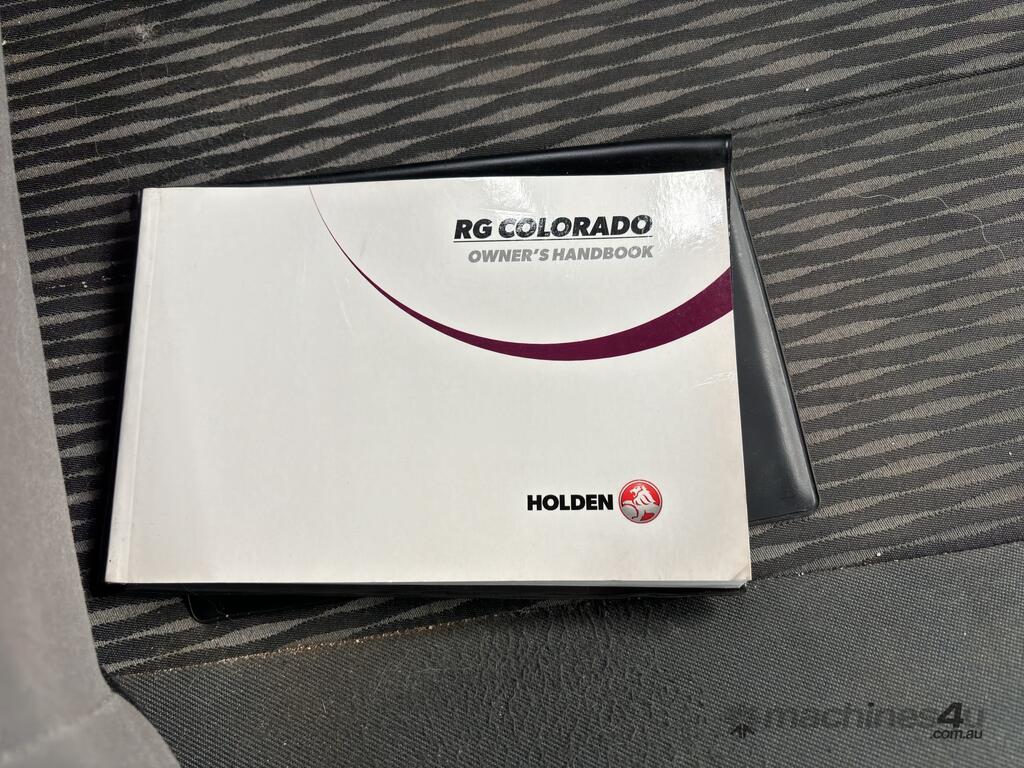 RG COLORADO
OWNER'S HANDBOOK
HOLDEN
machines4u
.com.au